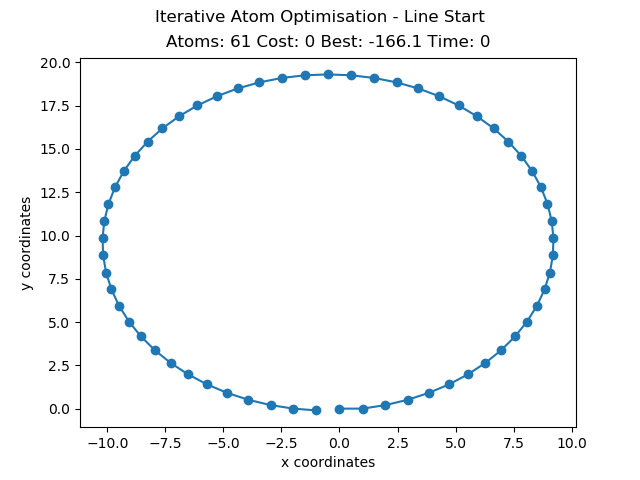 Iterative Atom Optimisation - Line Start
Atoms: 61 Cost: 0 Best: -166.1 Time: 0
20.0
17.5
15.0
12.5
10.0
7.5
5.0
2.5
0.0
y coordinates
−10.0 −7.5 −5.0 −2.5 0.0 2.5 5.0 7.5 10.0
x coordinates